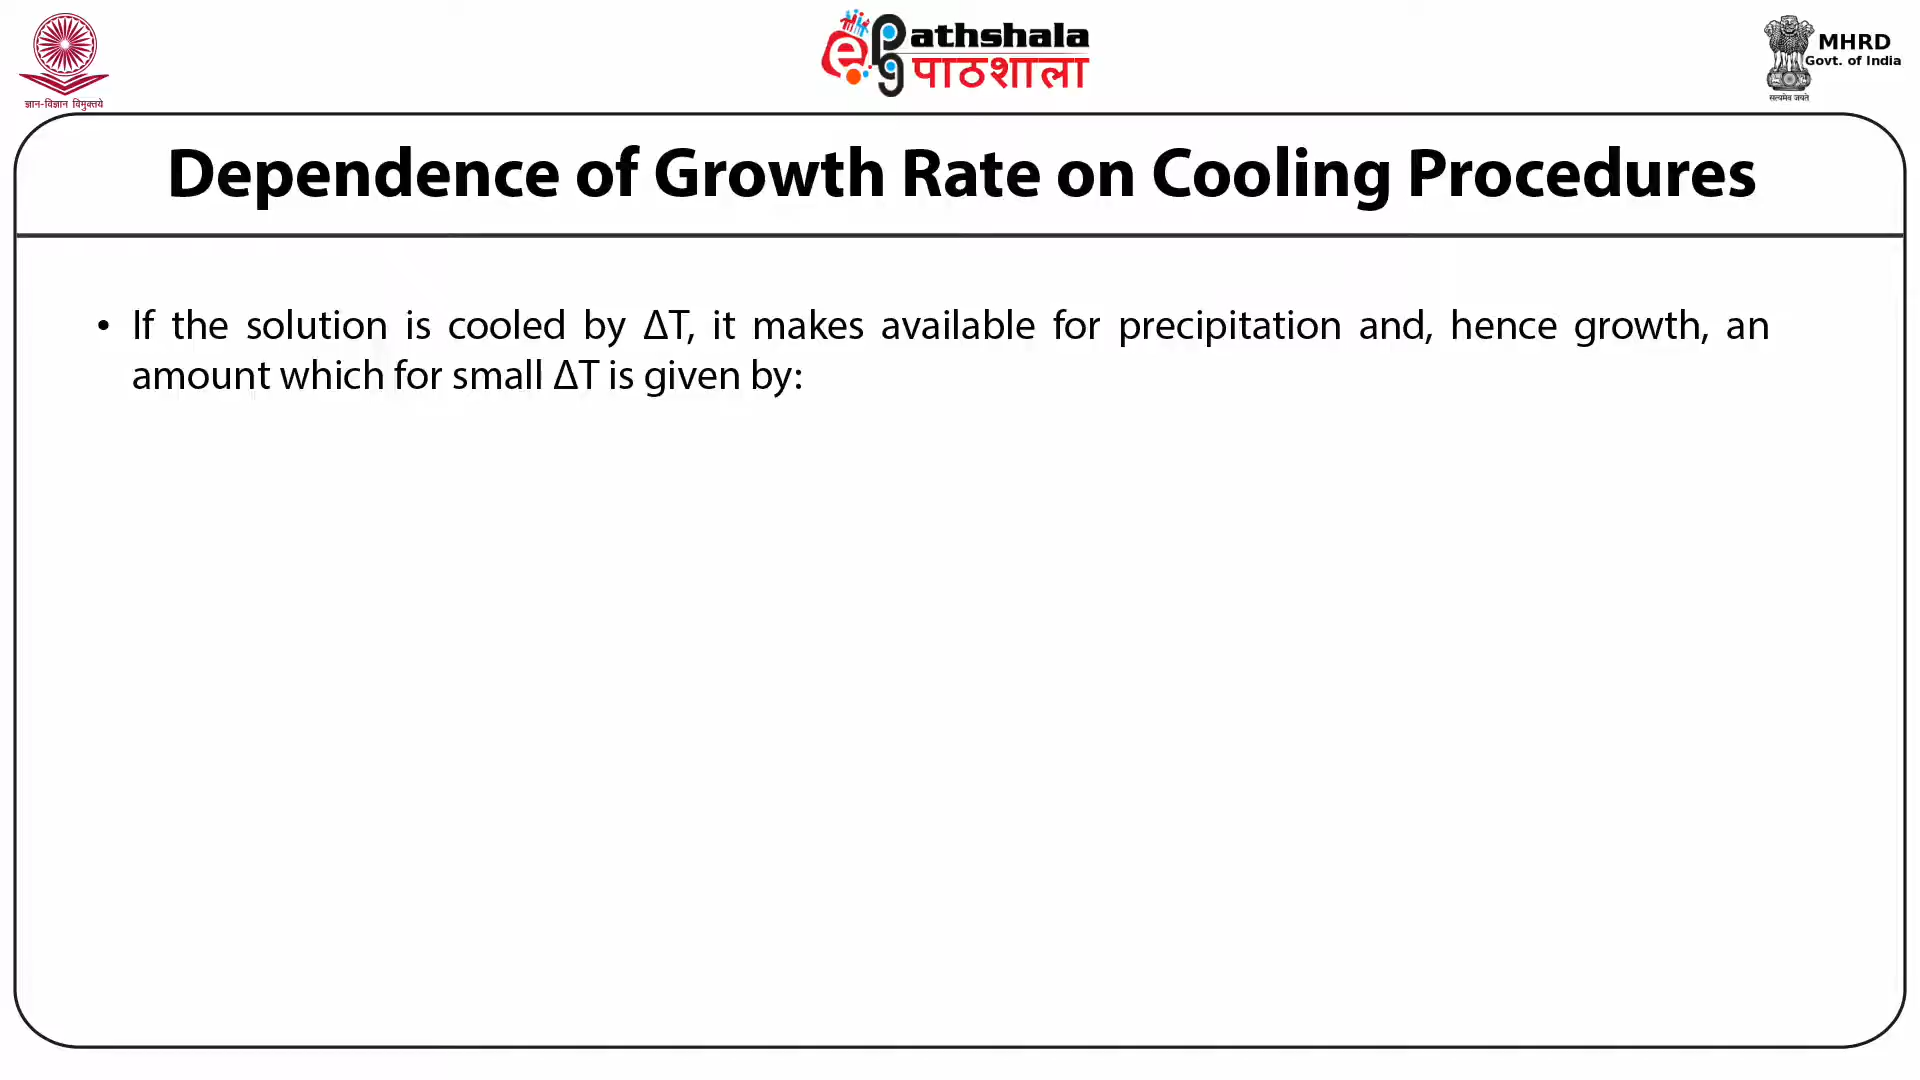 ज्ञान-विज्ञान विमुक्तये
ePG Pathshala
पाठशाला
MHRD
Govt. of India
सत्यमेव जयते
Dependence of Growth Rate on Cooling Procedures
• If the solution is cooled by ΔT, it makes available for precipitation and, hence growth, an
amount which for small ΔT is given by: